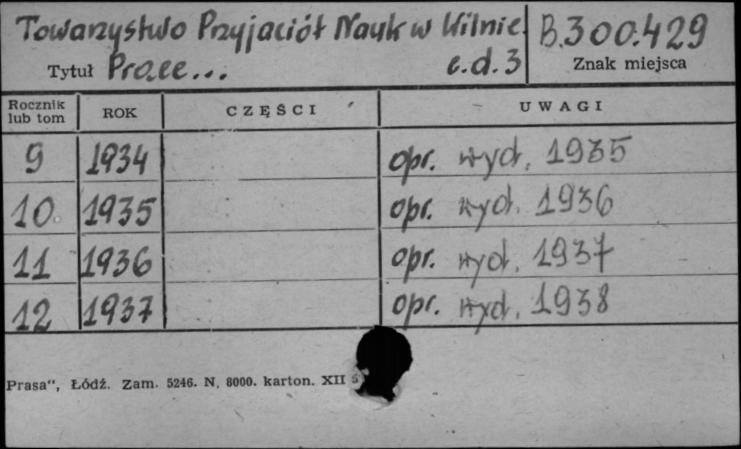 Towarzystwo Przyjaciół Nauk w Wilnie. B.300.429
Tytuł Prace... c.d.3 Znak miejsca
Rocznik lub tom ROK CZĘŚCI UWAGI
9 1934 opr. wyd. 1935
10. 1935 opr. wyd. 1936
11 1936 opr. wyd. 1937
12 1937 opr. wyd. 1938
Prasa", Łódź. Zam. 5246. N. 8000. karton. XII